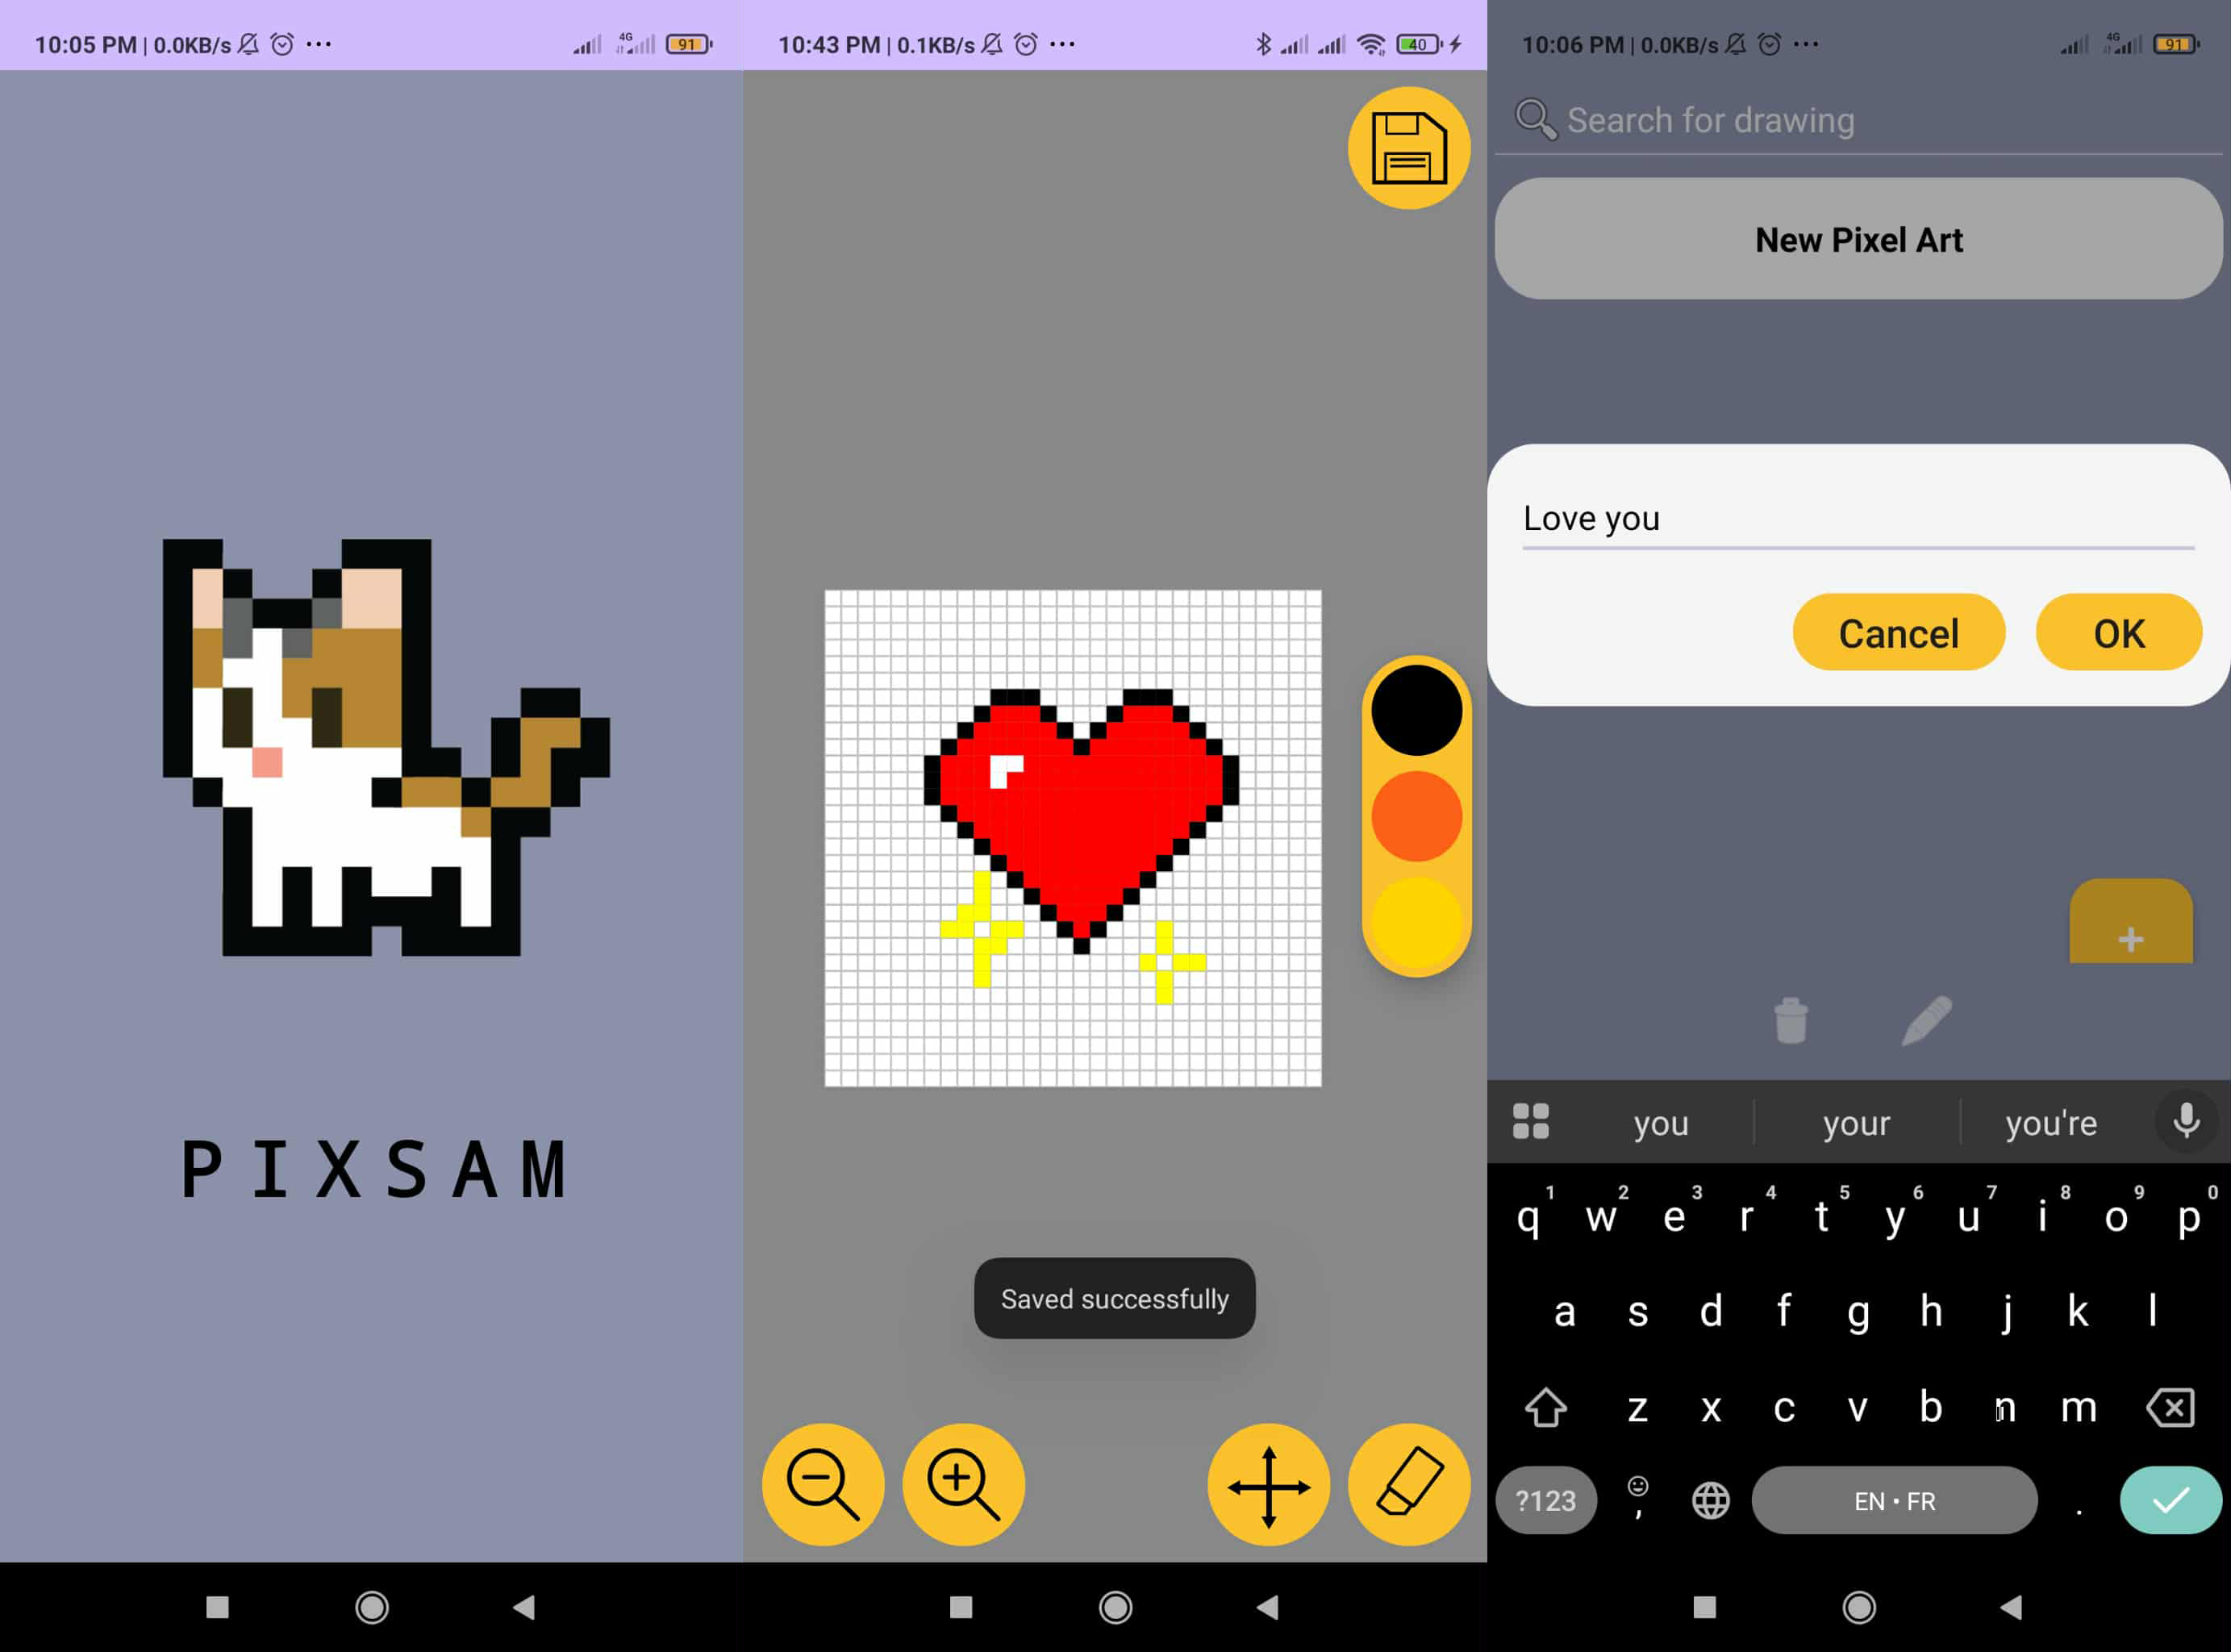 10:05 PM | 0.0KB/s
4G
91
PIXSAM
10:43 PM | 0.1KB/s
40
Saved successfully
10:06 PM | 0.0KB/s
4G
91
Search for drawing
New Pixel Art
Love you
Cancel
OK
+
you your you're
1 2 3 4 5 6 7 8 9 0
q w e r t y u i o p
a s d f g h j k l
z x c v b n m
?123 , EN • FR .